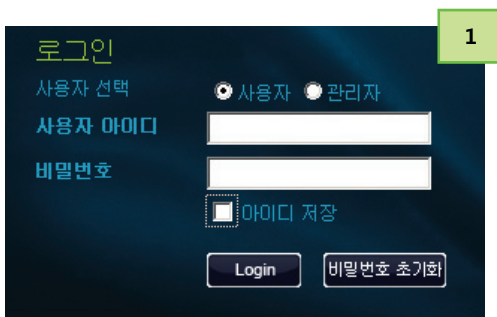 1
로그인
사용자 선택 사용자 관리자
사용자 아이디
비밀번호
아이디 저장
Login 비밀번호 초기화